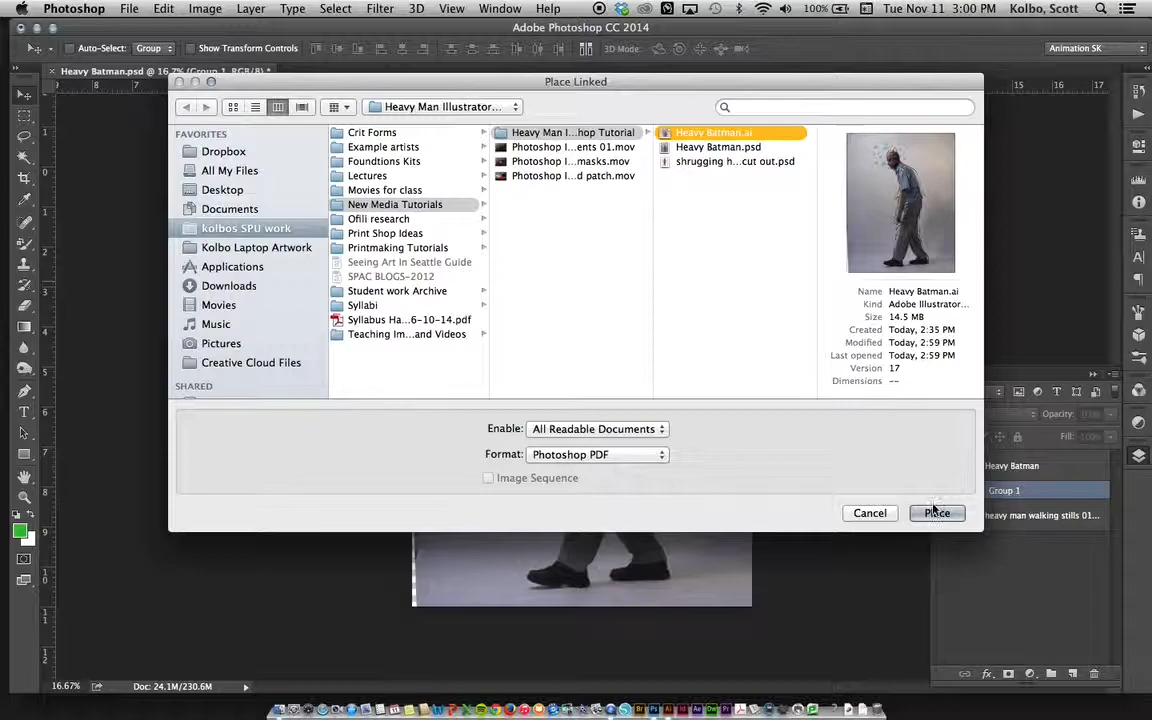 Photoshop File Edit Image Layer Type Select Filter 3D View Window Help 100% Tue Nov 11 3:00 PM Kolbo, Scott
Adobe Photoshop CC 2014
Auto-Select: Group Show Transform Controls 3D Mode: Animation SK
Heavy Batman.psd @ 16.7% (Group 1, RGB/8) *
Place Linked
9 8 15 16 17 18
Heavy Man Illustrator...
FAVORITES
Dropbox
All My Files
Desktop
Documents
kolbos SPU work
Kolbo Laptop Artwork
Applications
Downloads
Movies
Music
Pictures
Creative Cloud Files
SHARED
Crit Forms
Example artists
Foundtions Kits
Lectures
Movies for class
New Media Tutorials
Ofili research
Print Shop Ideas
Printmaking Tutorials
Seeing Art In Seattle Guide
SPAC BLOGS-2012
Student work Archive
Syllabi
Syllabus Ha...6-10-14.pdf
Teaching Im...and Videos
Heavy Man I...hop Tutorial
Photoshop I...ents 01.mov
Photoshop I...masks.mov
Photoshop I...d patch.mov
Heavy Batman.ai
Heavy Batman.psd
shrugging h...cut out.psd
Name Heavy Batman.ai
Kind Adobe Illustrator...
Size 14.5 MB
Created Today, 2:35 PM
Modified Today, 2:59 PM
Last opened Today, 2:59 PM
Version 17
Dimensions --
Enable: All Readable Documents
Format: Photoshop PDF
Image Sequence
Cancel Place
Opacity:
Fill:
Heavy Batman
Group 1
heavy man walking stills 01...
16.67% Doc: 24.1M/230.6M